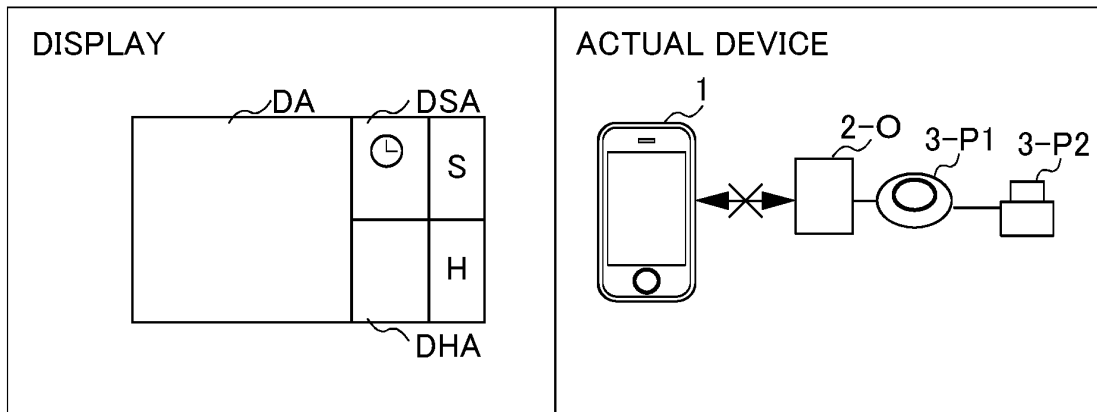 DISPLAY
DA
DSA
S
H
DHA
ACTUAL DEVICE
1
2-O
3-P1
3-P2